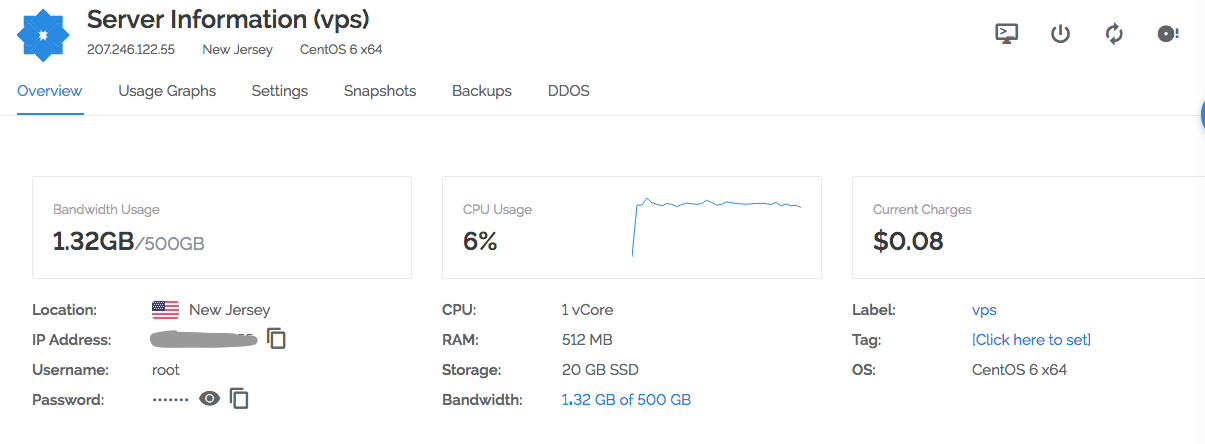 Server Information (vps)
207.246.122.55 New Jersey CentOS 6 x64
Overview Usage Graphs Settings Snapshots Backups DDOS
Bandwidth Usage
1.32GB/500GB
CPU Usage
6%
Current Charges
$0.08
Location: New Jersey
IP Address:
Username: root
Password: •••••••
CPU: 1 vCore
RAM: 512 MB
Storage: 20 GB SSD
Bandwidth: 1.32 GB of 500 GB
Label: vps
Tag: [Click here to set]
OS: CentOS 6 x64